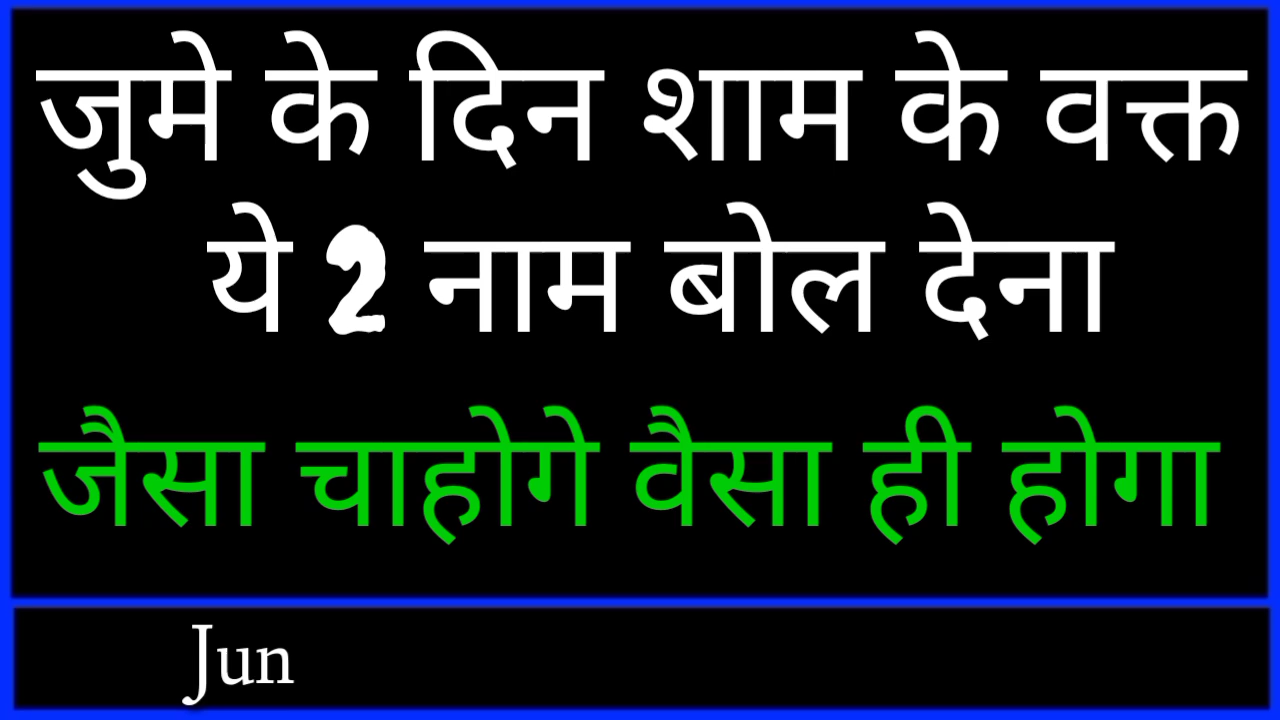 जुमे के दिन शाम के वक्त
ये 2 नाम बोल देना
जैसा चाहोगे वैसा ही होगा
Jun